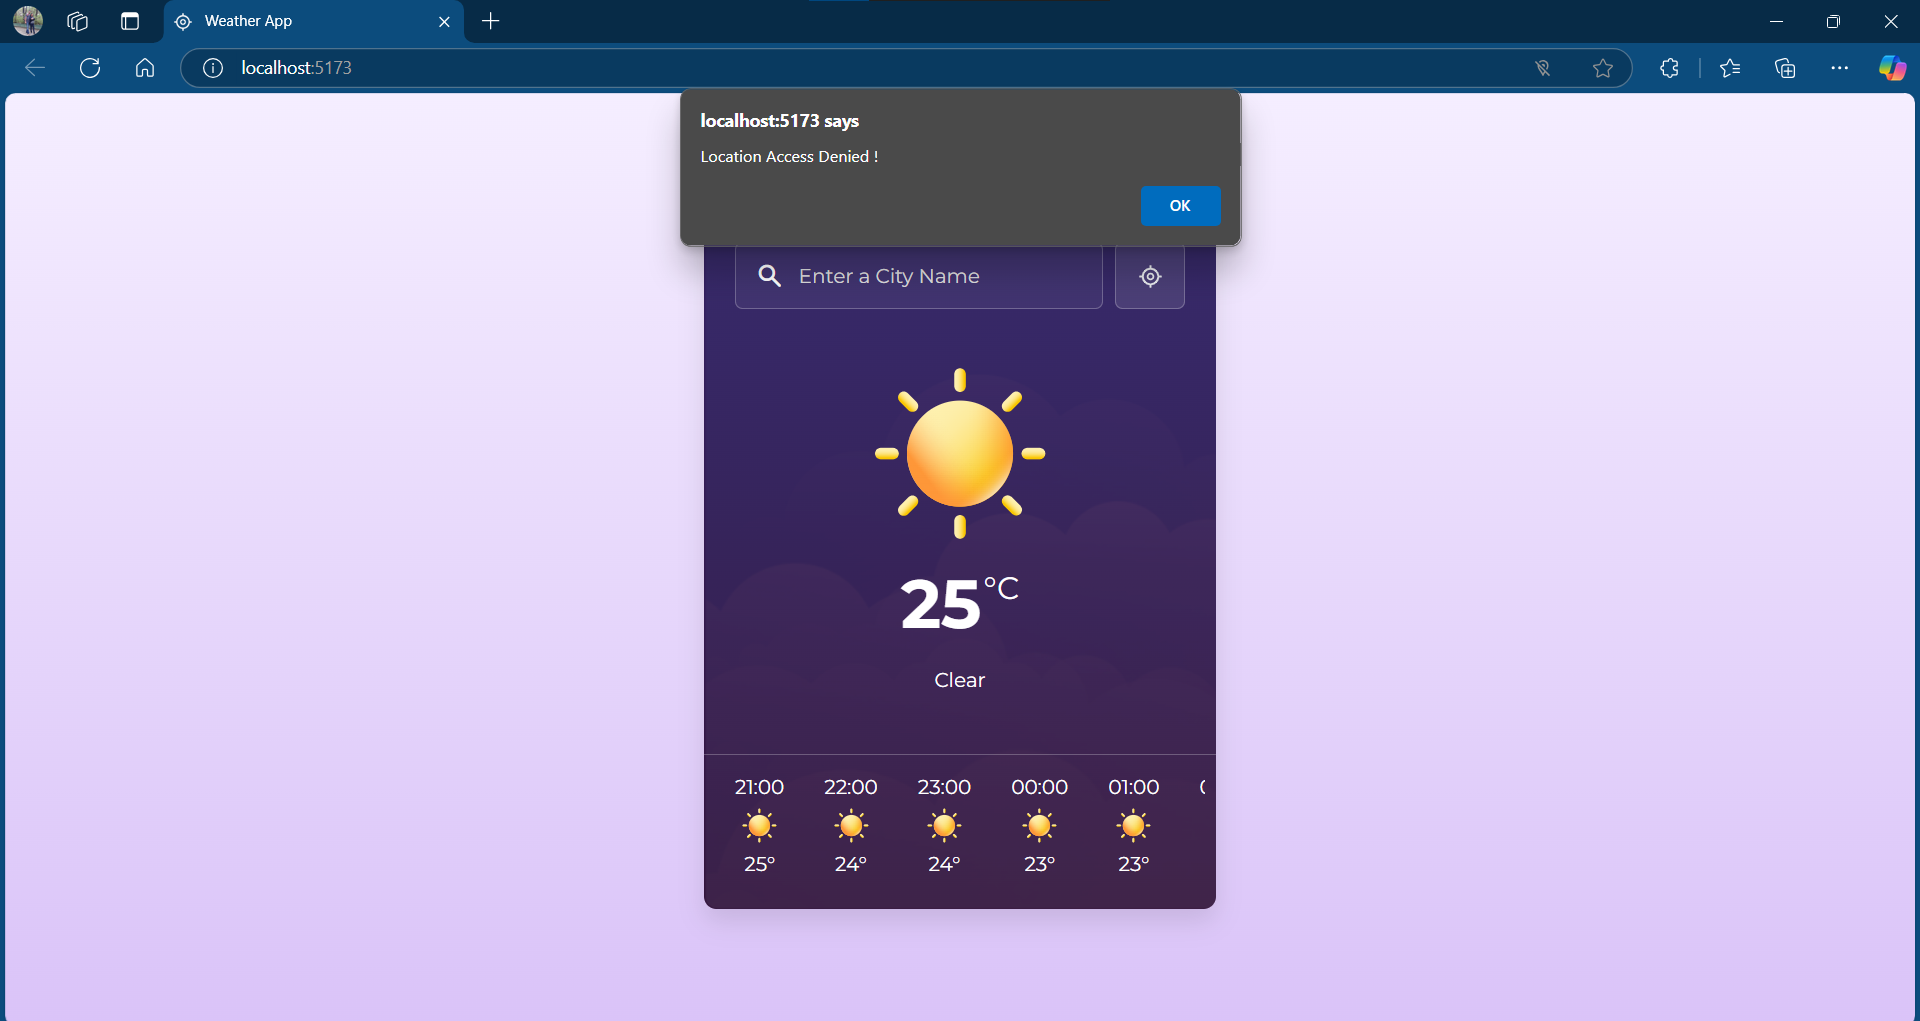 Weather App
localhost:5173
localhost:5173 says
Location Access Denied !
OK
Enter a City Name
25°C
Clear
21:00 22:00 23:00 00:00 01:00
25° 24° 24° 23° 23°